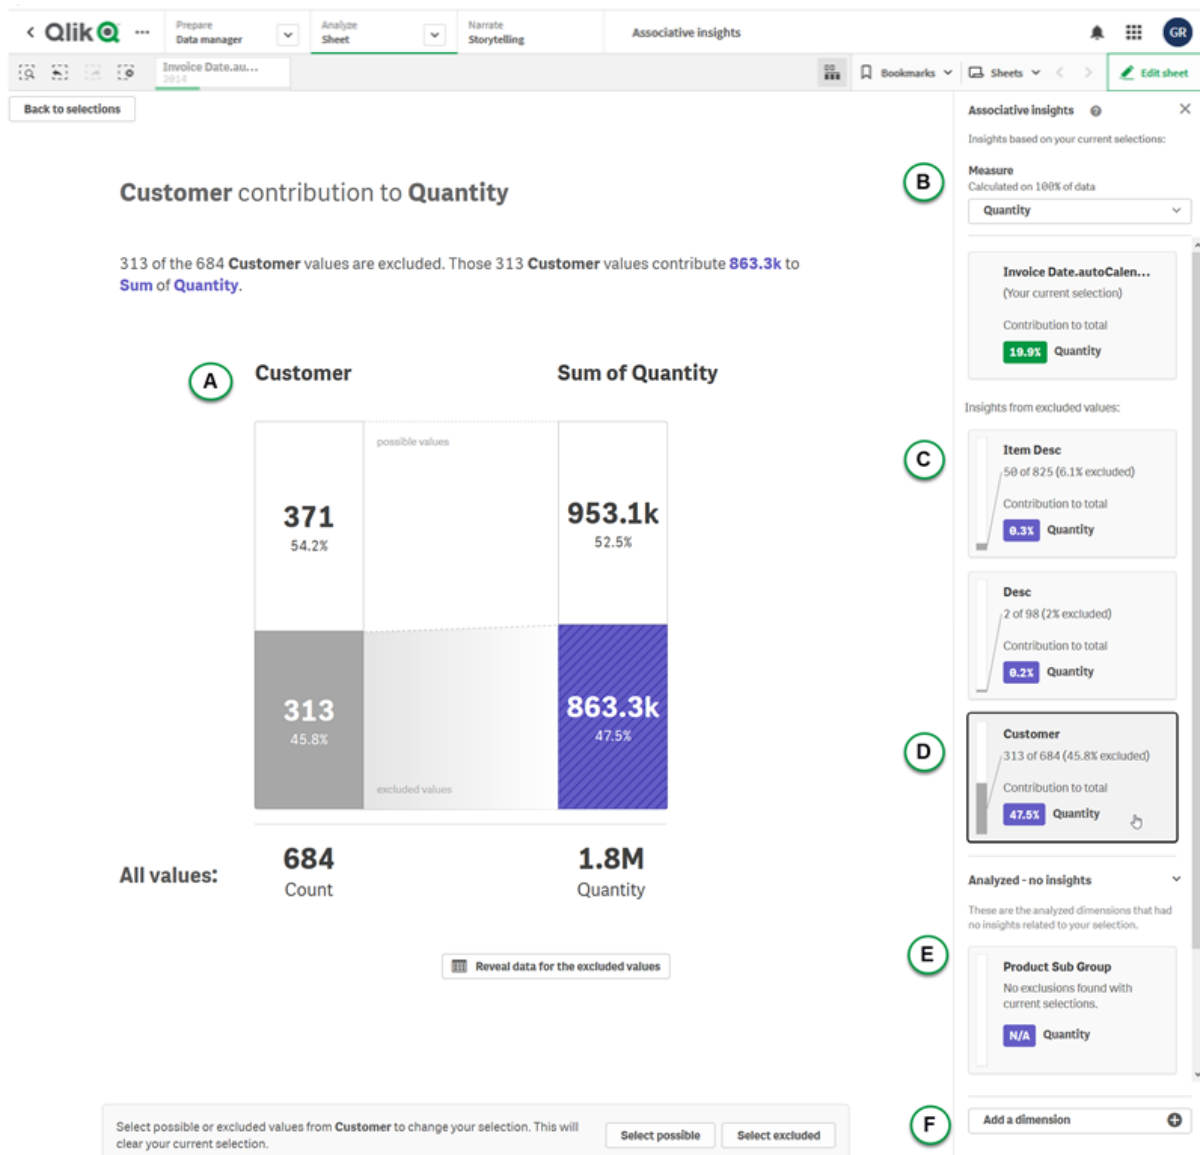 Qlik
Prepare
Data manager
Analyze
Sheet
Narrate
Storytelling
Associative insights
GR
Invoice Date.au...
2014
Bookmarks
Sheets
Edit sheet
Back to selections
Customer contribution to Quantity
313 of the 684 Customer values are excluded. Those 313 Customer values contribute 863.3k to
Sum of Quantity.
A
Customer
Sum of Quantity
possible values
371
54.2%
953.1k
52.5%
313
45.8%
863.3k
47.5%
excluded values
All values:
684
Count
1.8M
Quantity
Reveal data for the excluded values
Select possible or excluded values from Customer to change your selection. This will
clear your current selection.
Select possible
Select excluded
Associative insights
Insights based on your current selections:
B
Measure
Calculated on 100% of data
Quantity
Invoice Date.autoCalen...
(Your current selection)
Contribution to total
19.9% Quantity
Insights from excluded values:
C
Item Desc
50 of 825 (6.1% excluded)
Contribution to total
0.3% Quantity
Desc
2 of 98 (2% excluded)
Contribution to total
0.2% Quantity
D
Customer
313 of 684 (45.8% excluded)
Contribution to total
47.5% Quantity
Analyzed - no insights
These are the analyzed dimensions that had
no insights related to your selection.
E
Product Sub Group
No exclusions found with
current selections.
N/A Quantity
F
Add a dimension